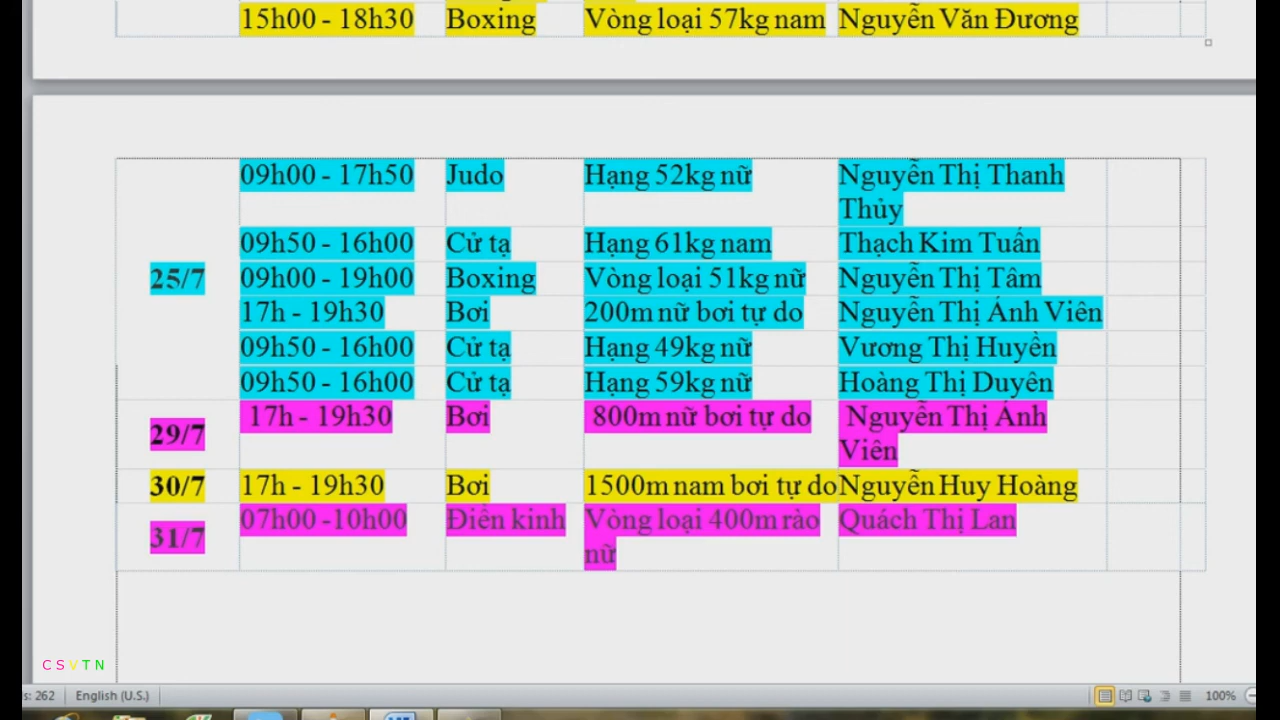 15h00 - 18h30 Boxing Vòng loại 57kg nam Nguyễn Văn Đương
09h00 - 17h50 Judo Hạng 52kg nữ Nguyễn Thị Thanh
Thủy
09h50 - 16h00 Cử tạ Hạng 61kg nam Thạch Kim Tuấn
25/7 09h00 - 19h00 Boxing Vòng loại 51kg nữ Nguyễn Thị Tâm
17h - 19h30 Bơi 200m nữ bơi tự do Nguyễn Thị Ánh Viên
09h50 - 16h00 Cử tạ Hạng 49kg nữ Vương Thị Huyền
09h50 - 16h00 Cử tạ Hạng 59kg nữ Hoàng Thị Duyên
29/7 17h - 19h30 Bơi 800m nữ bơi tự do Nguyễn Thị Ánh
Viên
30/7 17h - 19h30 Bơi 1500m nam bơi tự do Nguyễn Huy Hoàng
31/7 07h00 -10h00 Điền kinh Vòng loại 400m rào Quách Thị Lan
nữ
CSVTN
s: 262 English (U.S.) 100%